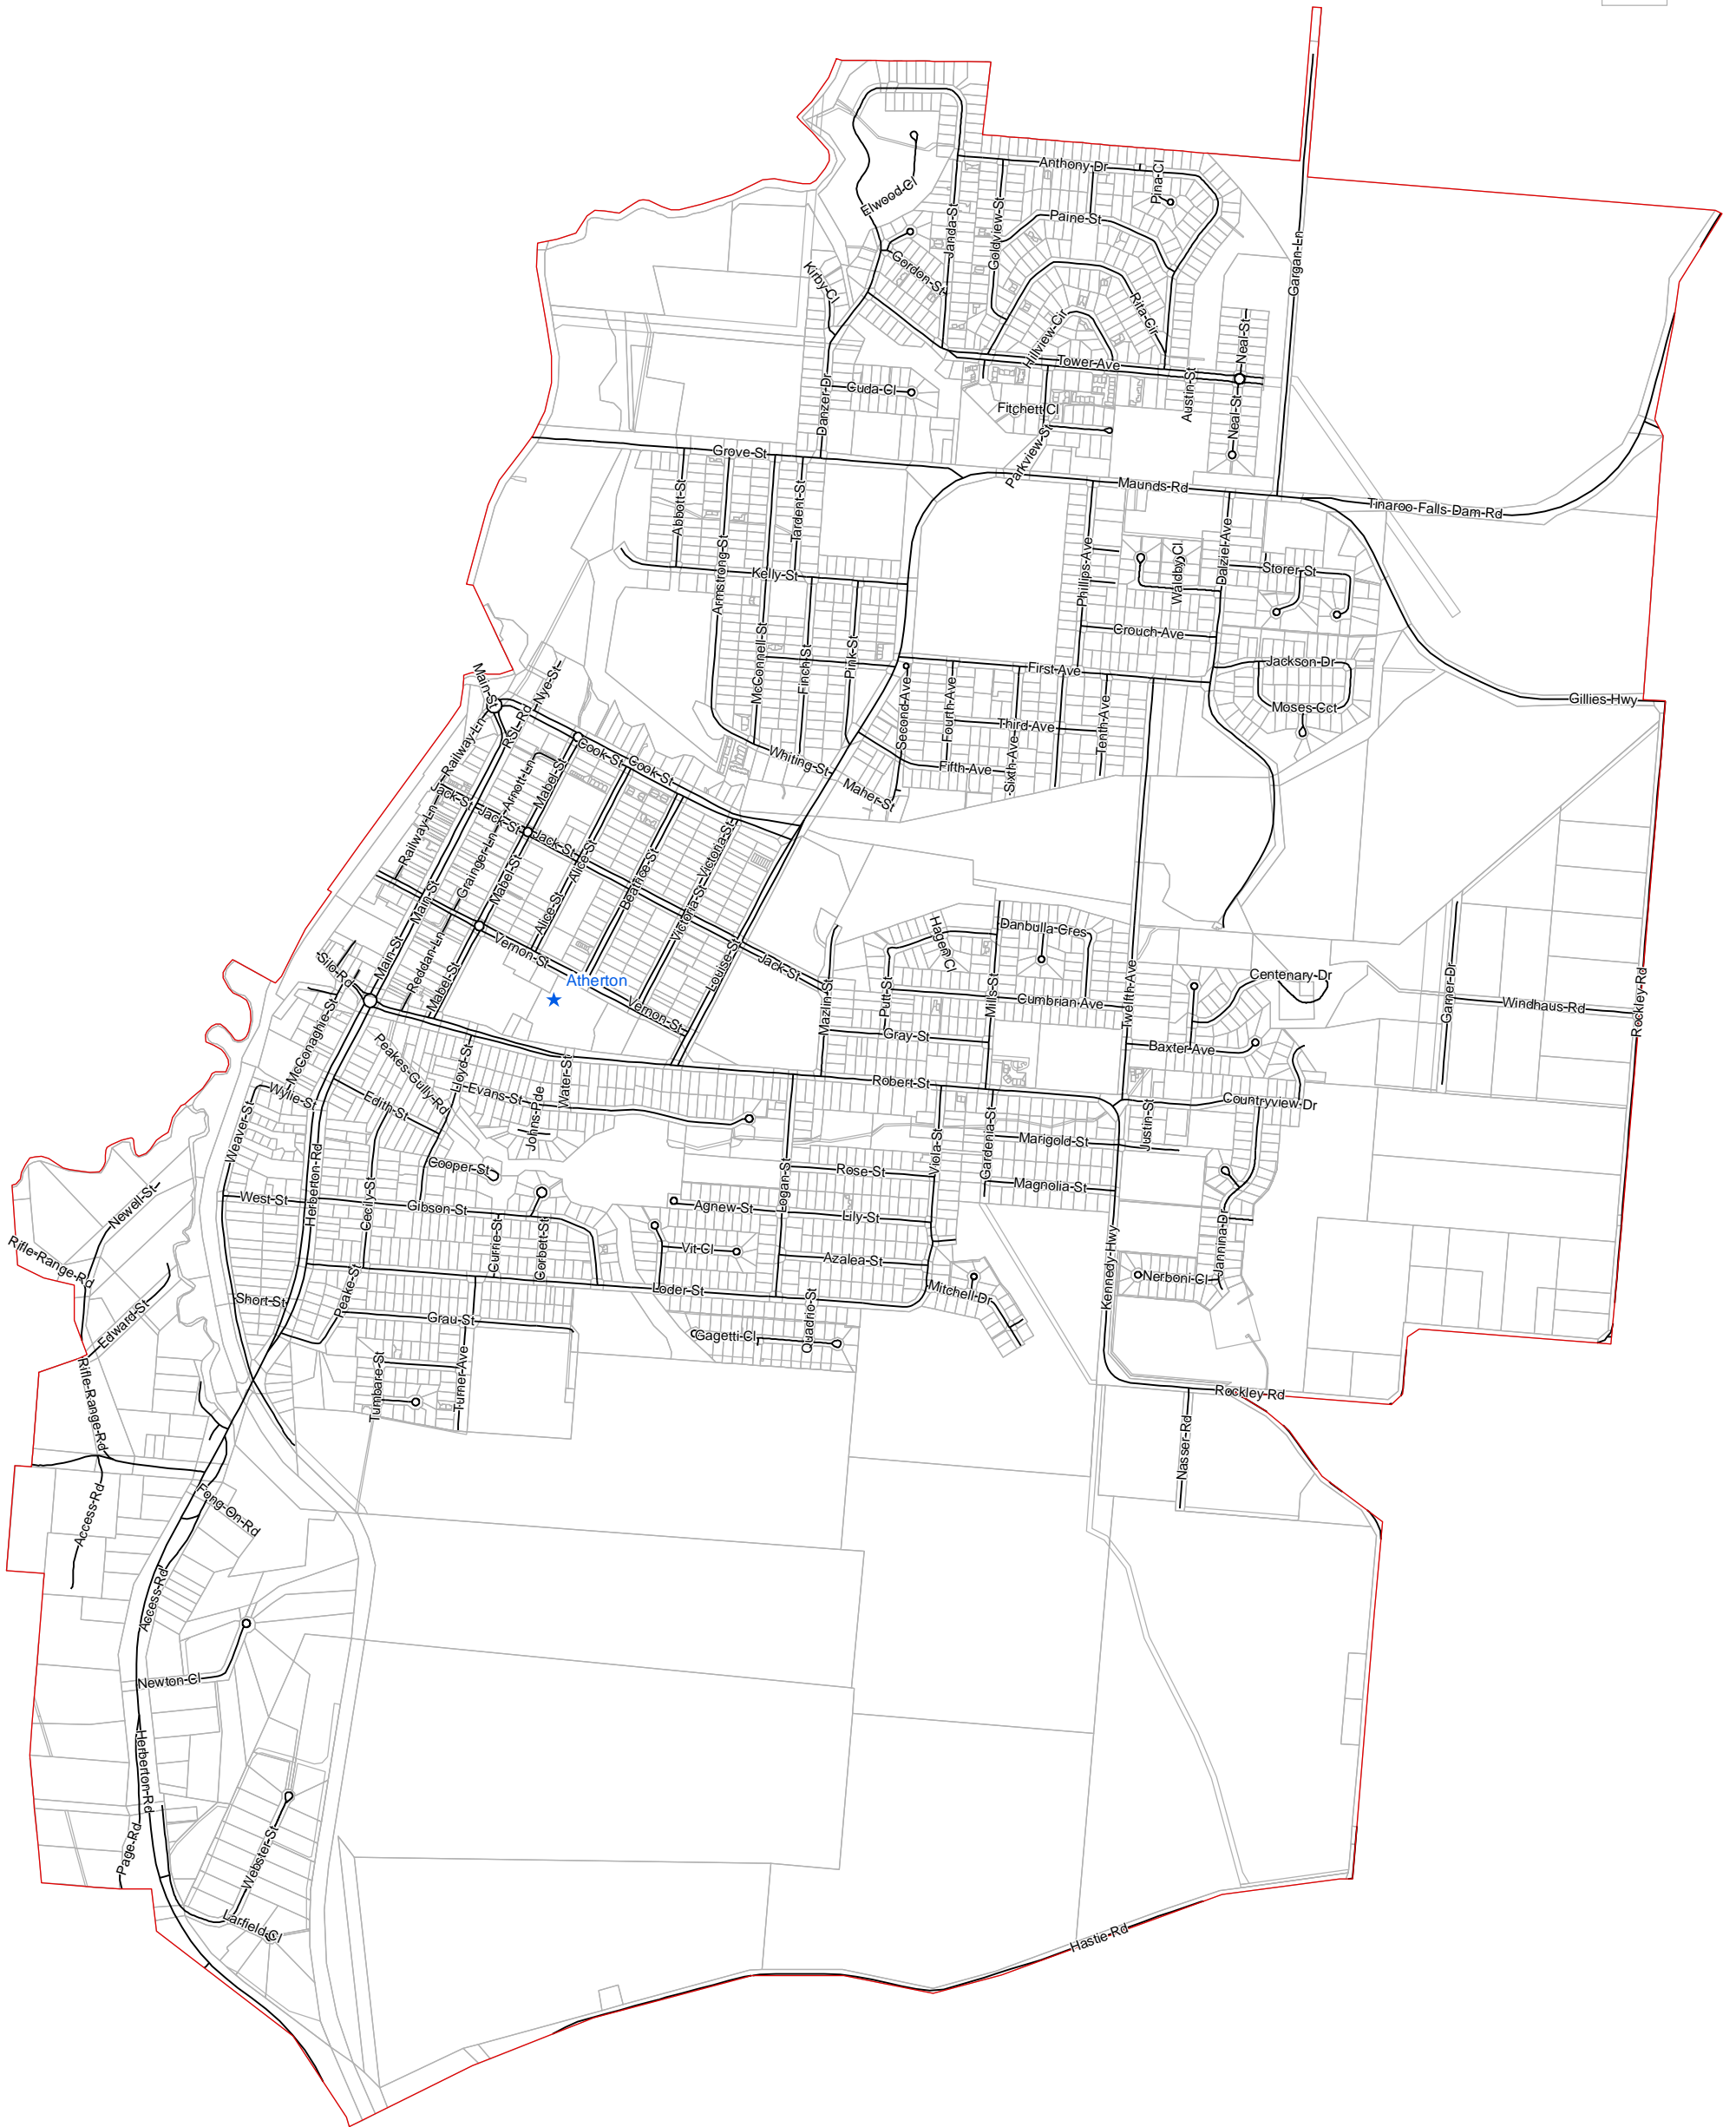 Anthony Dr
Pina Cl
Elwood Cl
Paine St
Janda St
Goldview St
Gordon St
Kirby Cl
Gargan Ln
Rita Cir
Hillview Cir
Neal St
Tower Ave
Austin St
Cuda Cl
Danzer Dr
Fitchett Cl
Neal St
Parkview St
Grove St
Maunds Rd
Tinaroo Falls Dam Rd
Abbott St
Tardent St
Armstrong St
Kelly St
Phillips Ave
Waldby Cl
Dalziel Ave
Storer St
McConnell St
Finch St
Pink St
Crouch Ave
First Ave
Jackson Dr
Main St
Nye St
Second Ave
Fourth Ave
Gillies Hwy
Moses Cct
RSL Rd
Railway Ln
Third Ave
Tenth Ave
Cook St
Cook St
Whiting St
Fifth Ave
Sixth Ave
Maher St
Arnott Ln
Mabel St
Jack St
Jack St
Jack St
Railway Ln
Grainger Ln
Alice St
Beatrice St
Victoria St
Mabel St
Main St
Alice St
Victoria St
Hagen Cl
Danbulla Cres
Vernon St
Main St
Reddan Ln
Louise St
Jack St
Silo Rd
Mabel St
Atherton
Vernon St
Mazlin St
Putt St
Mills St
Cumbrian Ave
Twelfth Ave
Centenary Dr
Garner Dr
Windhaus Rd
Rockley Rd
McConaghie St
Peakes Gully Rd
Lloyd St
Gray St
Baxter Ave
Wylie St
Edith St
Evans St
Water St
Johns Pde
Robert St
Countryview Dr
Justin St
Weaver St
Herberton Rd
Cooper St
Logan St
Rose St
Viola St
Gardenia St
Marigold St
Magnolia St
Newell St
West St
Cecily St
Gibson St
Agnew St
Lily St
Jannina Dr
Rifle Range Rd
Currie St
Corbett St
Vit Cl
Azalea St
Kennedy Hwy
Nerboni Cl
Edward St
Short St
Peake St
Loder St
Mitchell Dr
Grau St
Quadrio St
Gagetti Cl
Rifle Range Rd
Tumbare St
Turner Ave
Rockley Rd
Nasser Rd
Access Rd
Fong On Rd
Access Rd
Newton Cl
Herberton Rd
Page Rd
Webster St
Larfield Cl
Hastie Rd